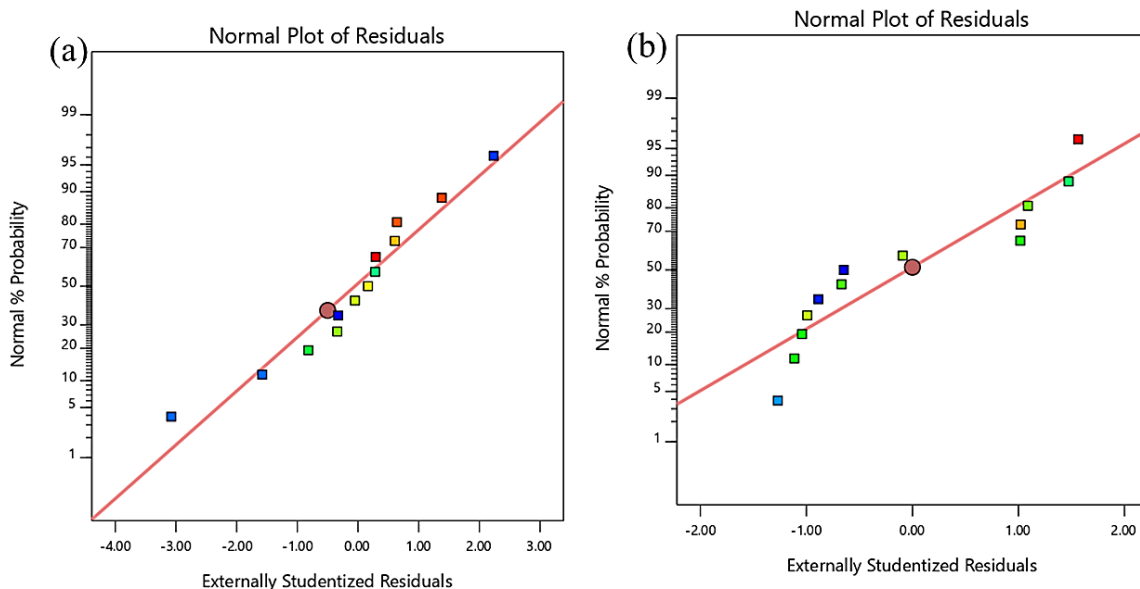 (a)
Normal Plot of Residuals
Normal % Probability
99
95
90
80
70
50
30
20
10
5
1
-4.00 -3.00 -2.00 -1.00 0.00 1.00 2.00 3.00
Externally Studentized Residuals
(b)
Normal Plot of Residuals
Normal % Probability
99
95
90
80
70
50
30
20
10
5
1
-2.00 -1.00 0.00 1.00 2.00
Externally Studentized Residuals